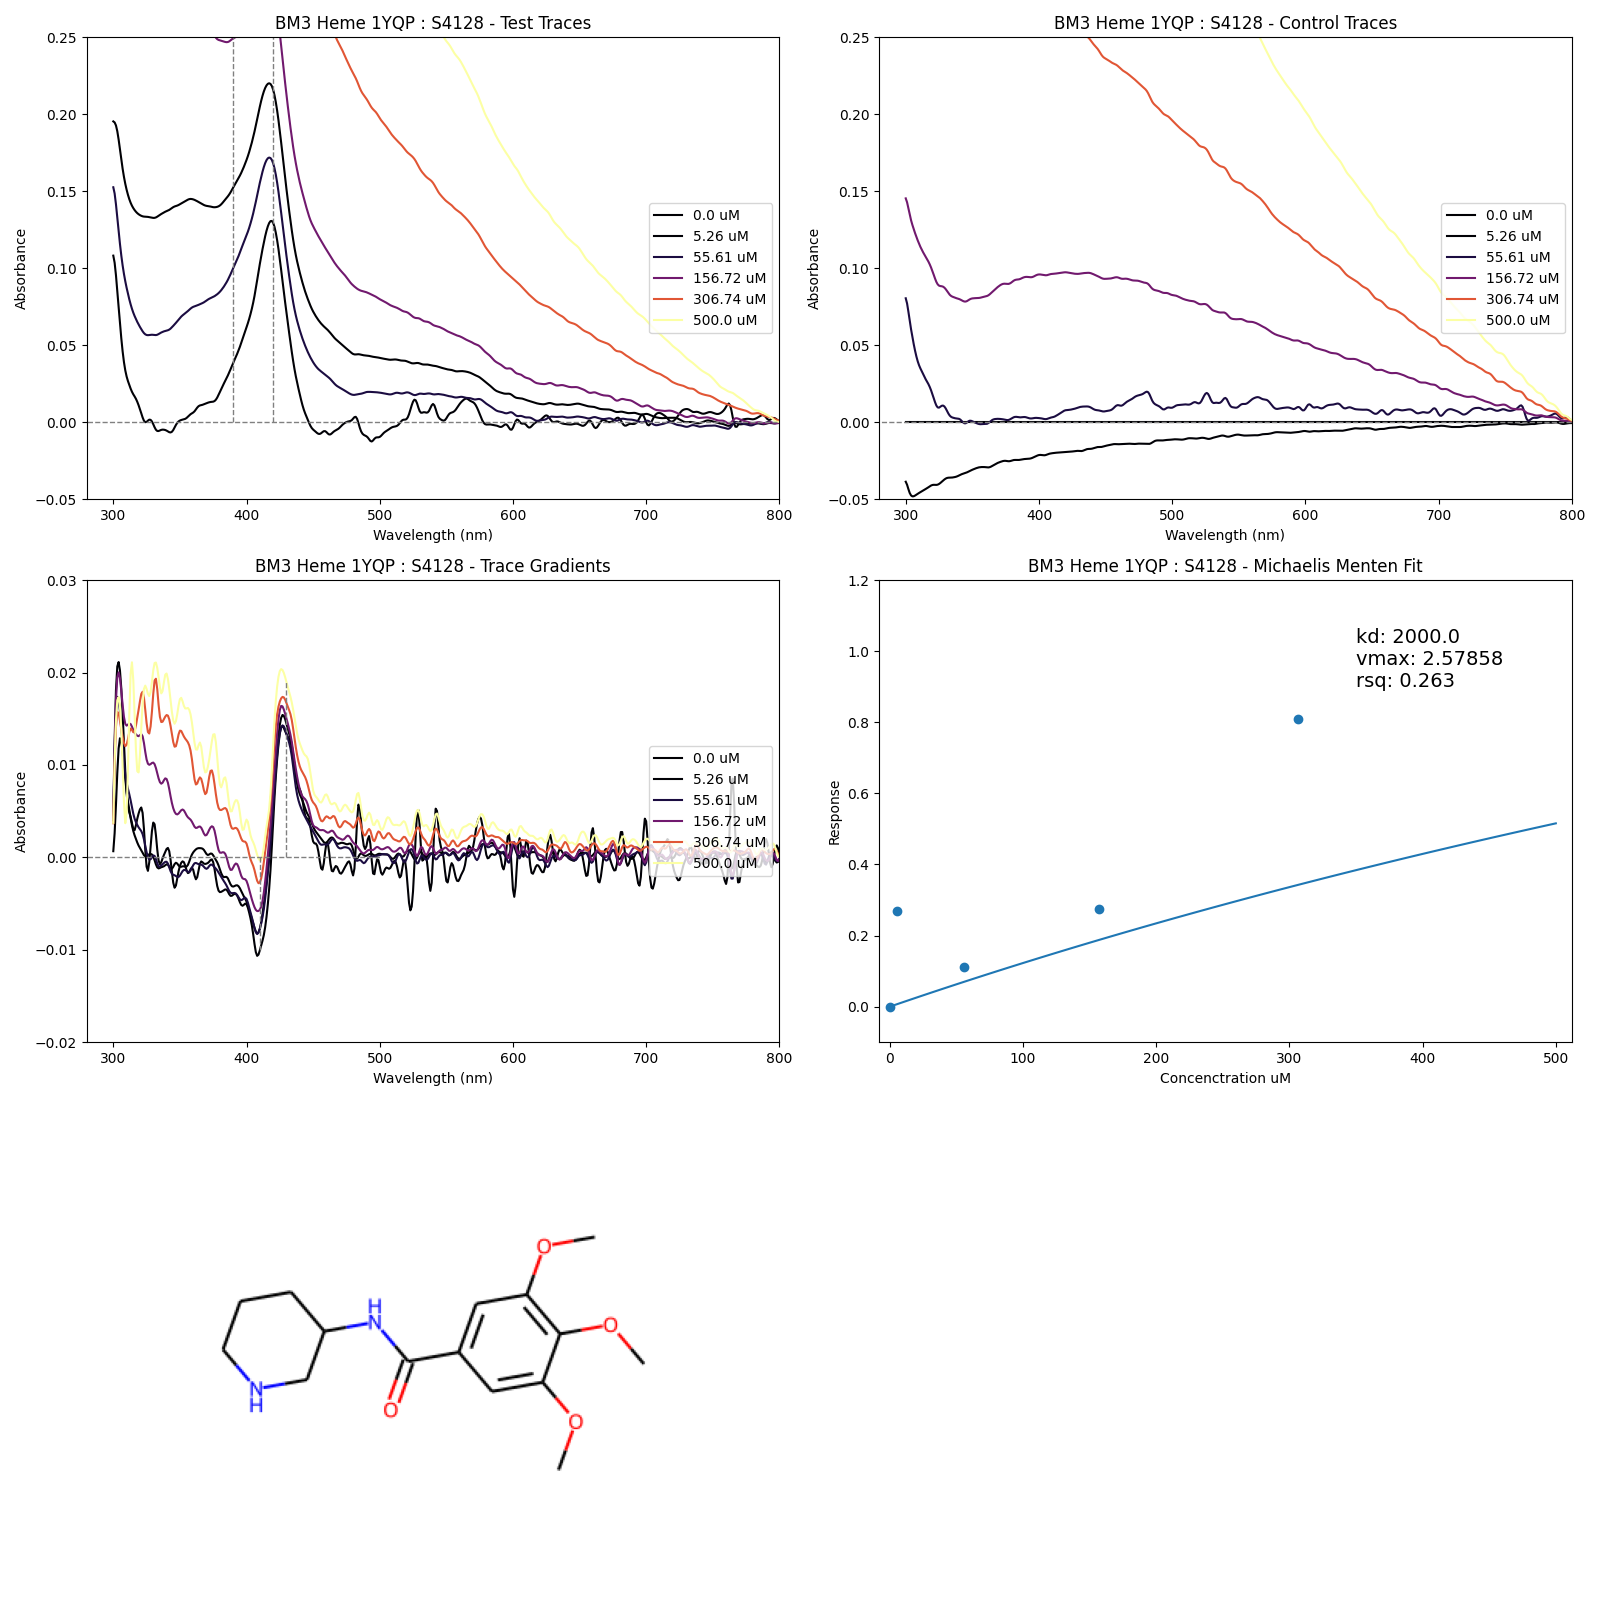 BM3 Heme 1YQP : S4128 - Test Traces
Absorbance
0.25
0.20
0.15
0.10
0.05
0.00
−0.05
300
400
500
600
700
800
Wavelength (nm)
0.0 uM
5.26 uM
55.61 uM
156.72 uM
306.74 uM
500.0 uM
BM3 Heme 1YQP : S4128 - Control Traces
Absorbance
0.25
0.20
0.15
0.10
0.05
0.00
−0.05
300
400
500
600
700
800
Wavelength (nm)
0.0 uM
5.26 uM
55.61 uM
156.72 uM
306.74 uM
500.0 uM
BM3 Heme 1YQP : S4128 - Trace Gradients
Absorbance
0.03
0.02
0.01
0.00
−0.01
−0.02
300
400
500
600
700
800
Wavelength (nm)
0.0 uM
5.26 uM
55.61 uM
156.72 uM
306.74 uM
500.0 uM
BM3 Heme 1YQP : S4128 - Michaelis Menten Fit
Response
1.2
1.0
0.8
0.6
0.4
0.2
0.0
0
100
200
300
400
500
Concenctration uM
kd: 2000.0
vmax: 2.57858
rsq: 0.263
O
H
N
O
N
H
O
O